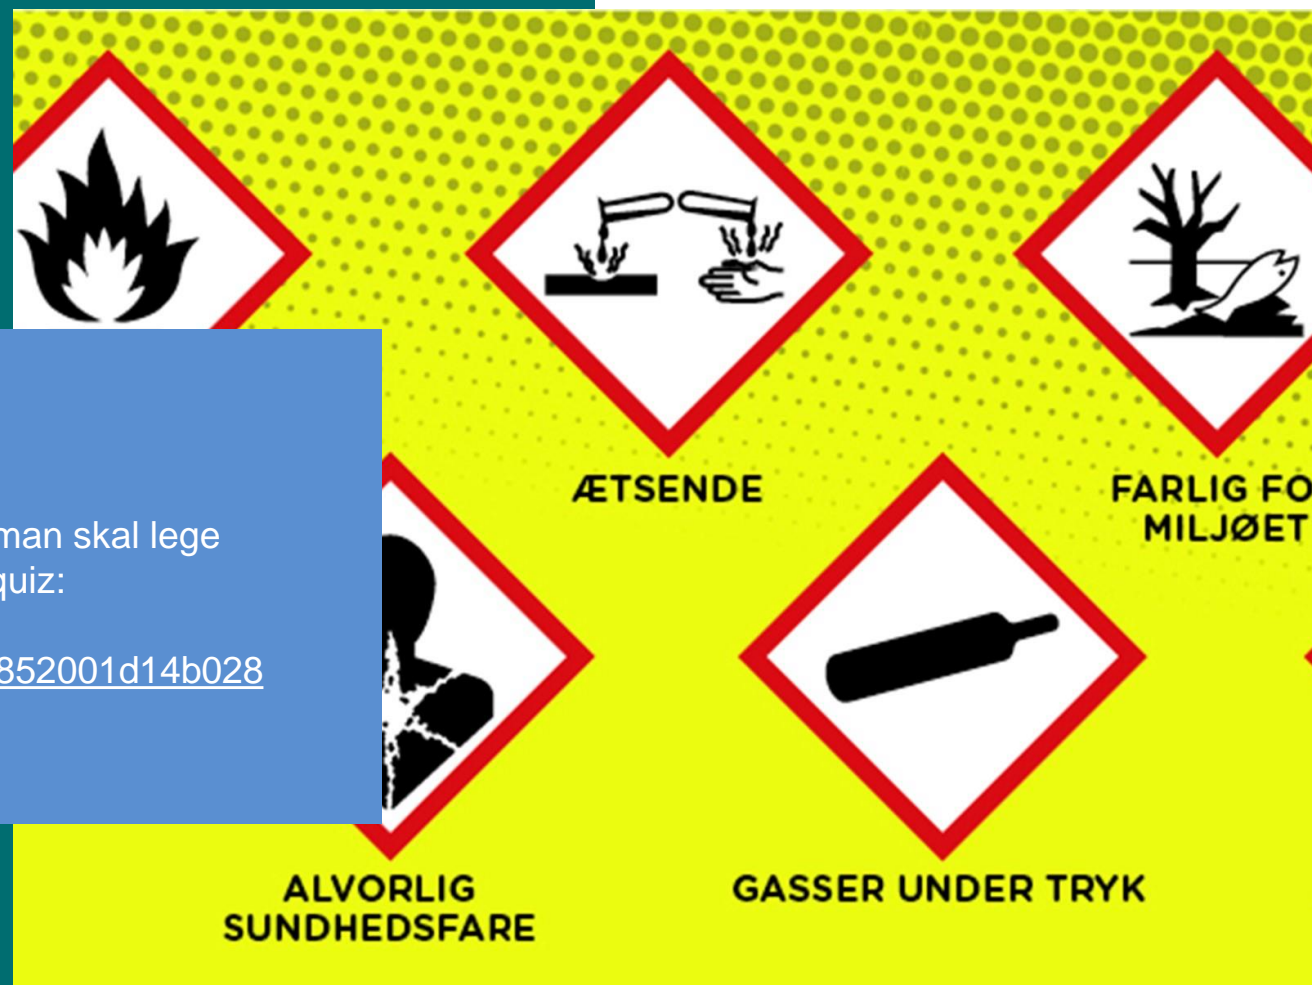 ÆTSENDE
FARLIG FO
MILJØET
man skal lege
quiz:
852001d14b028
ALVORLIG
SUNDHEDSFARE
GASSER UNDER TRYK